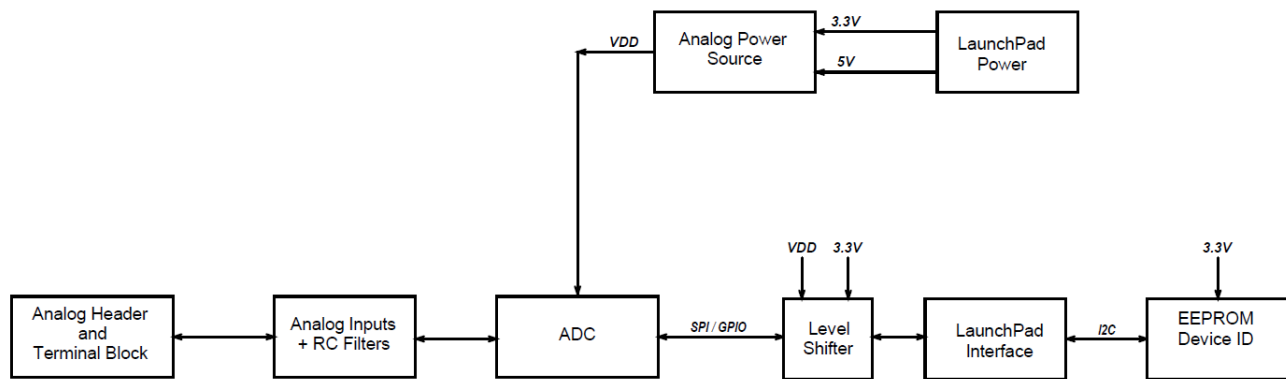 VDD
Analog Power
Source
3.3V
5V
LaunchPad
Power
VDD
3.3V
3.3V
Analog Header
and
Terminal Block
Analog Inputs
+ RC Filters
ADC
SPI / GPIO
Level
Shifter
LaunchPad
Interface
I2C
EEPROM
Device ID